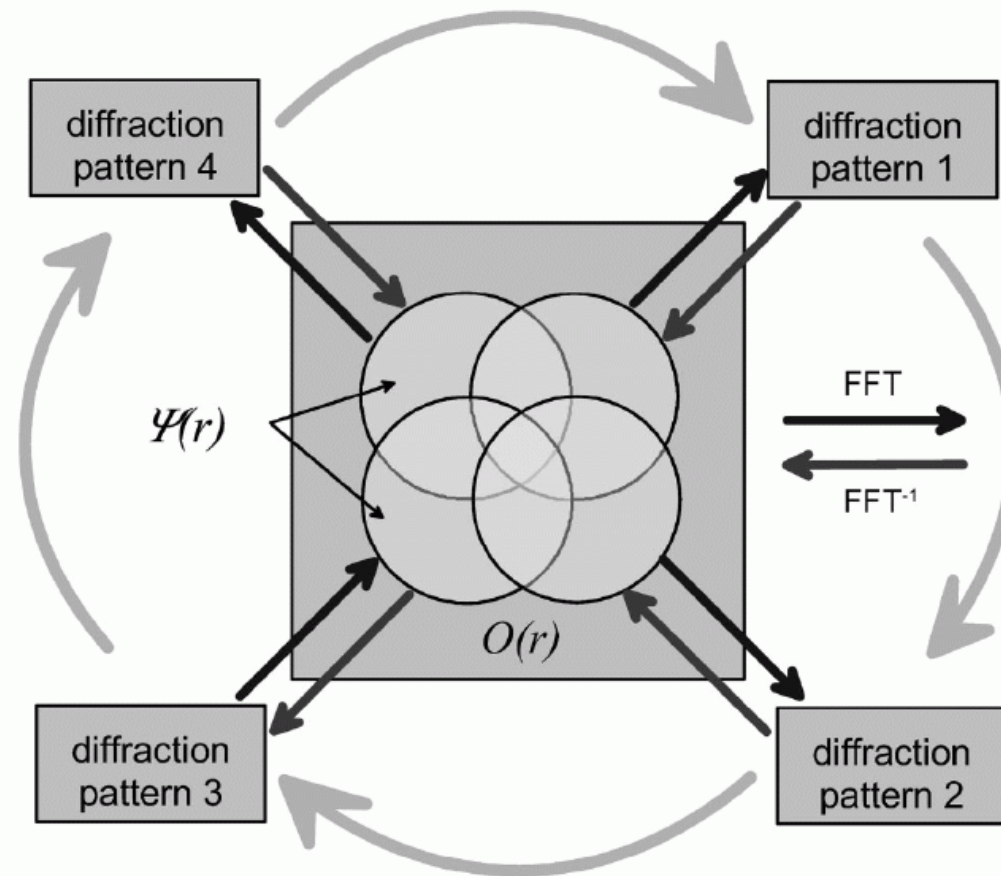 diffraction
pattern 4
diffraction
pattern 1
FFT
Ψ(r)
FFT⁻¹
O(r)
diffraction
pattern 3
diffraction
pattern 2